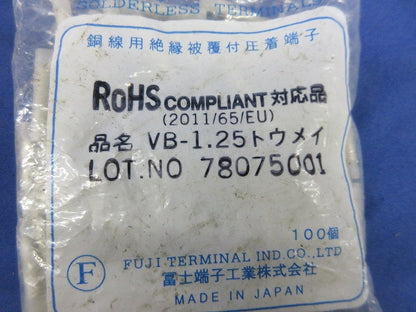 SOLDERLESS TERMINALS
銅線用絶縁被覆付圧着端子
RoHS COMPLIANT 対応品
(2011/65/EU)
品名 VB-1.25トウメイ
LOT.NO 78075001
100個
F FUJI TERMINAL IND.CO.,LTD
冨士端子工業株式会社
MADE IN JAPAN